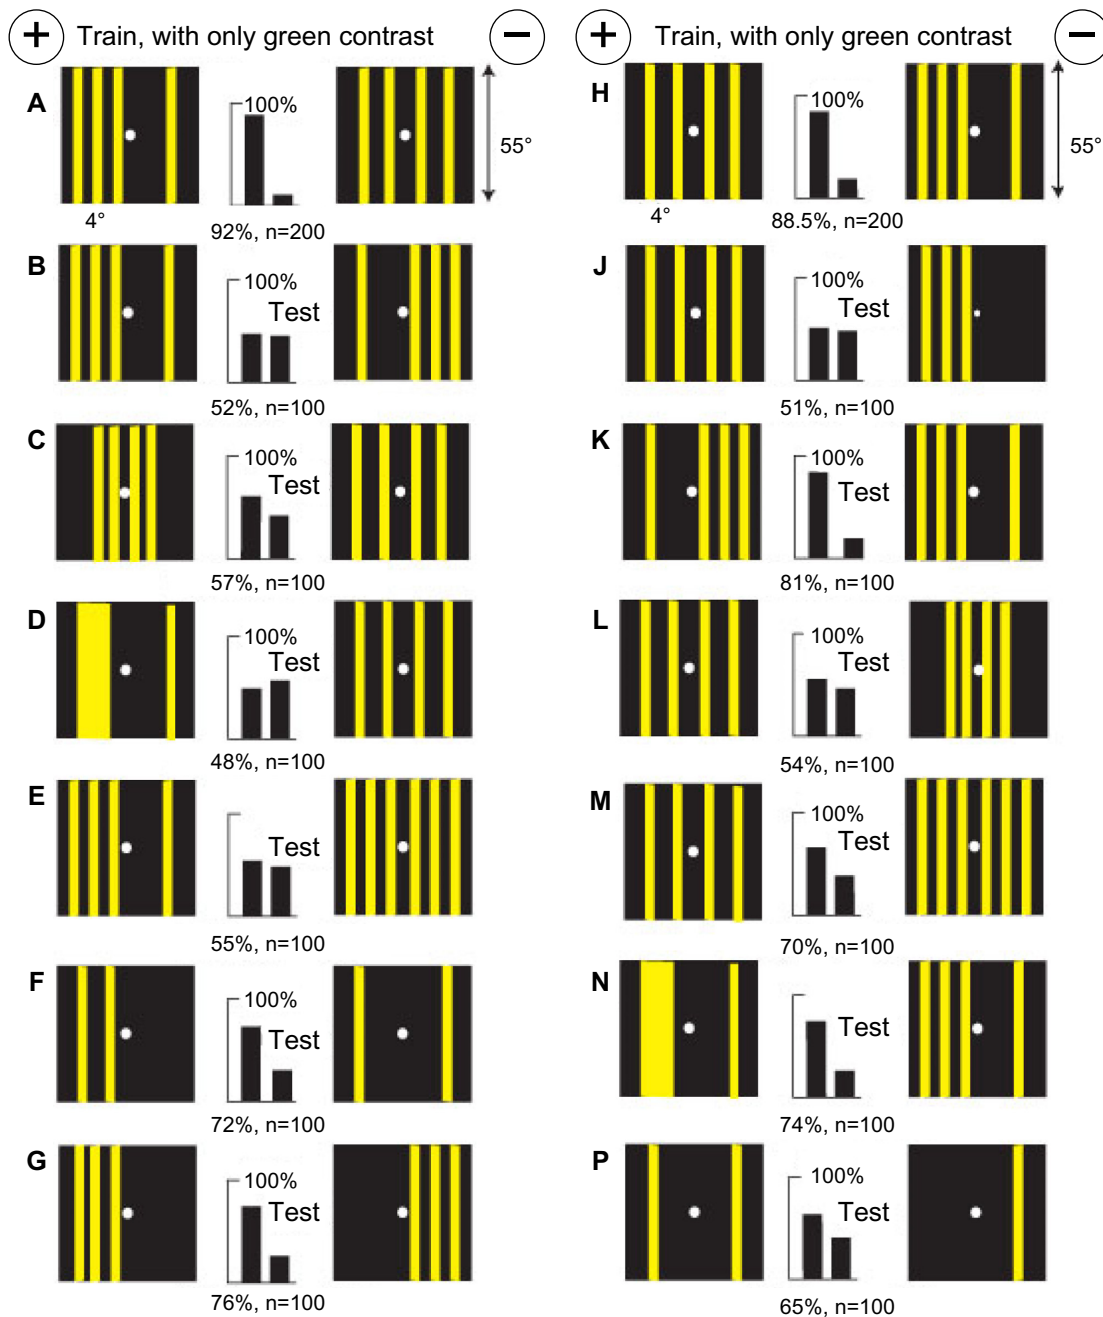 + Train, with only green contrast −
A 100% 55°
4°
92%, n=200
B 100%
Test
52%, n=100
C 100%
Test
57%, n=100
D 100%
Test
48%, n=100
E Test
55%, n=100
F 100%
Test
72%, n=100
G 100%
Test
76%, n=100
+ Train, with only green contrast −
H 100% 55°
4°
88.5%, n=200
J 100%
Test
51%, n=100
K 100%
Test
81%, n=100
L 100%
Test
54%, n=100
M 100%
Test
70%, n=100
N Test
74%, n=100
P 100%
Test
65%, n=100